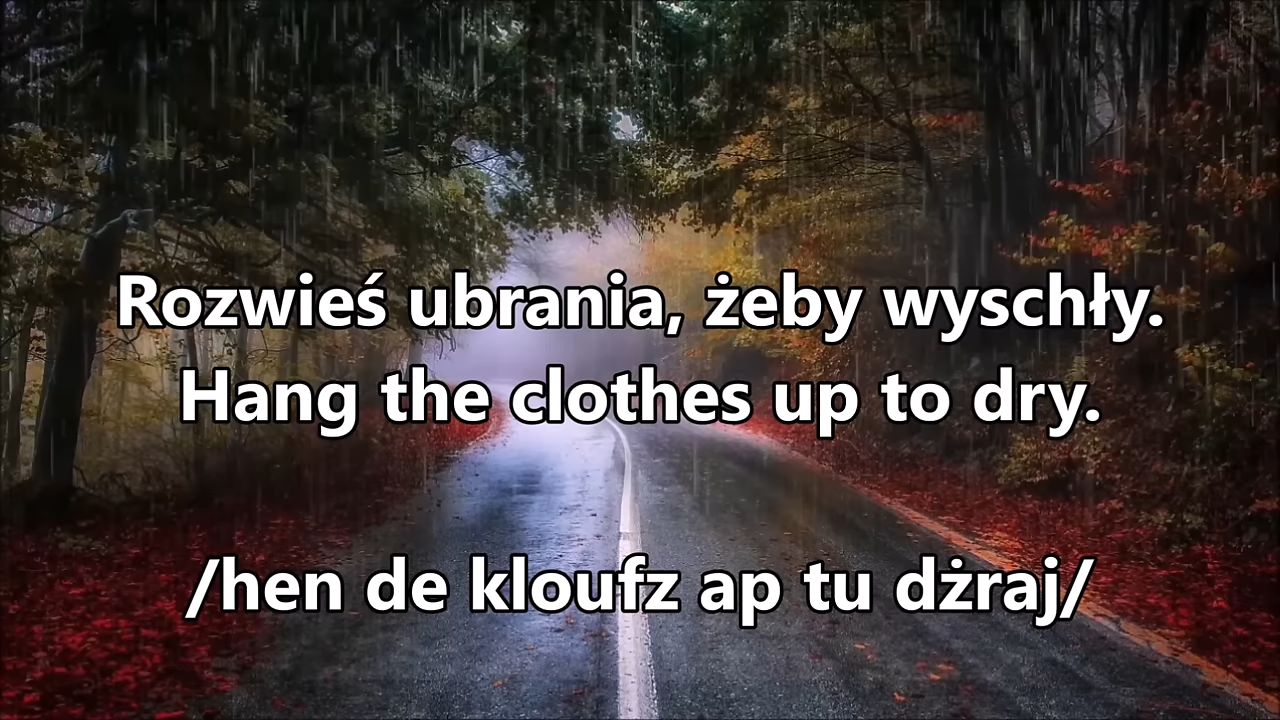 Rozwieś ubrania, żeby wyschły.
Hang the clothes up to dry.
/hen de kloufz ap tu dżraj/